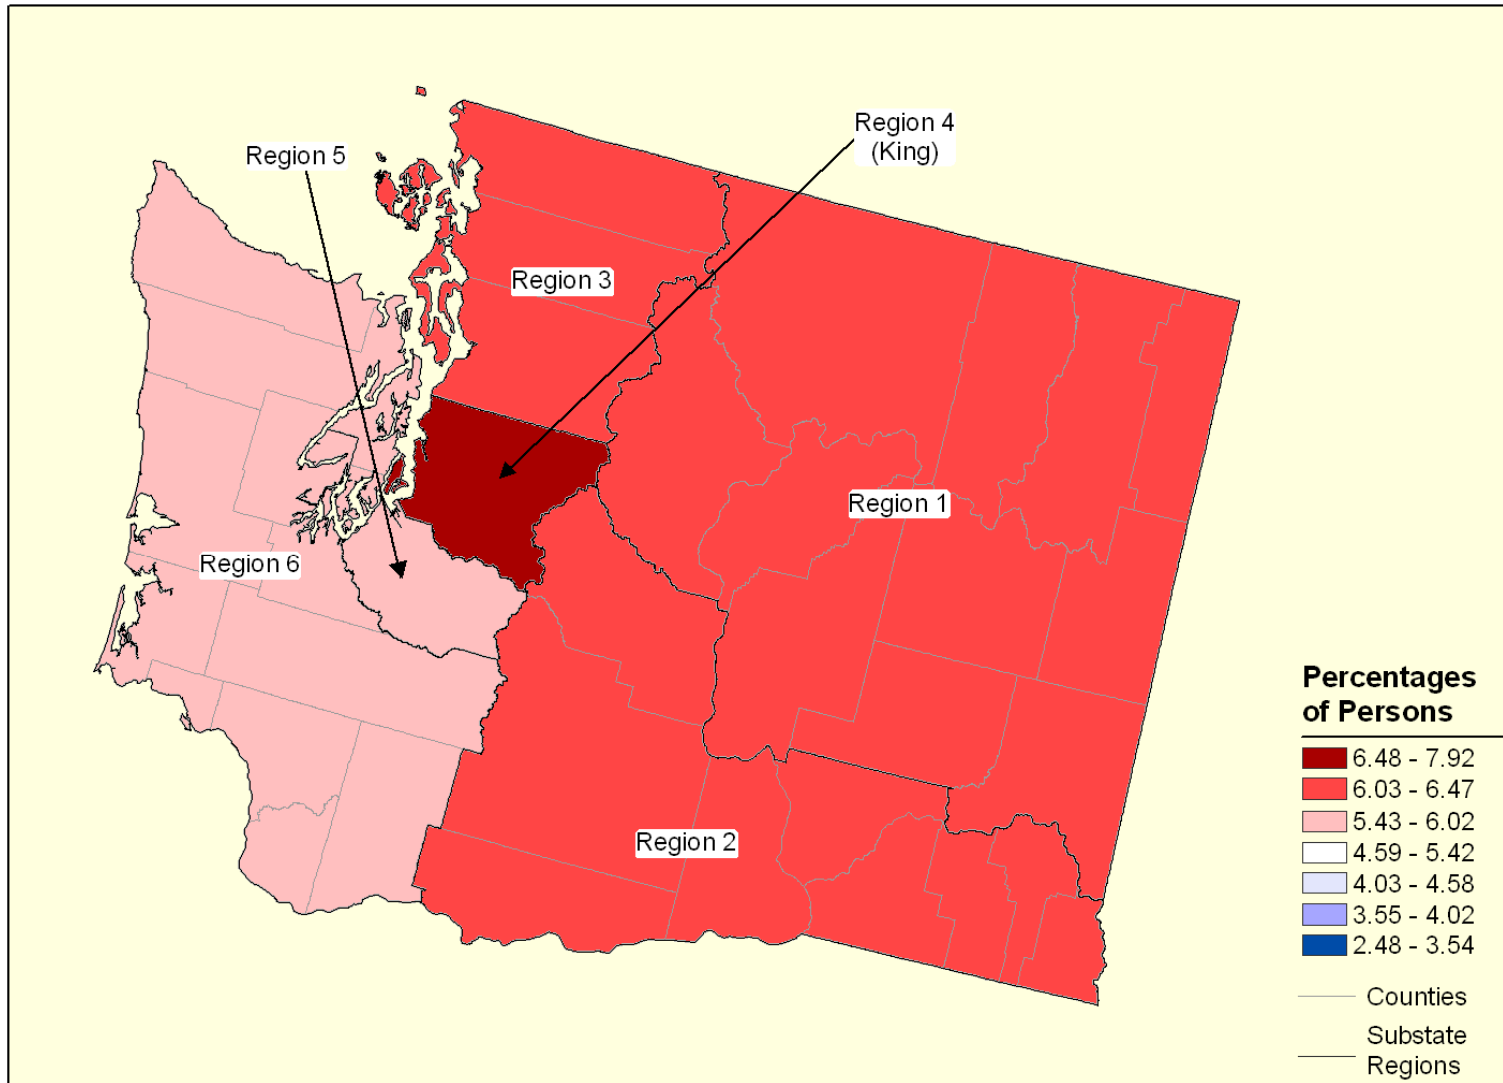 Region 4
(King)
Region 5
Region 3
Region 1
Region 6
Region 2
Percentages
of Persons
6.48 - 7.92
6.03 - 6.47
5.43 - 6.02
4.59 - 5.42
4.03 - 4.58
3.55 - 4.02
2.48 - 3.54
Counties
Substate
Regions